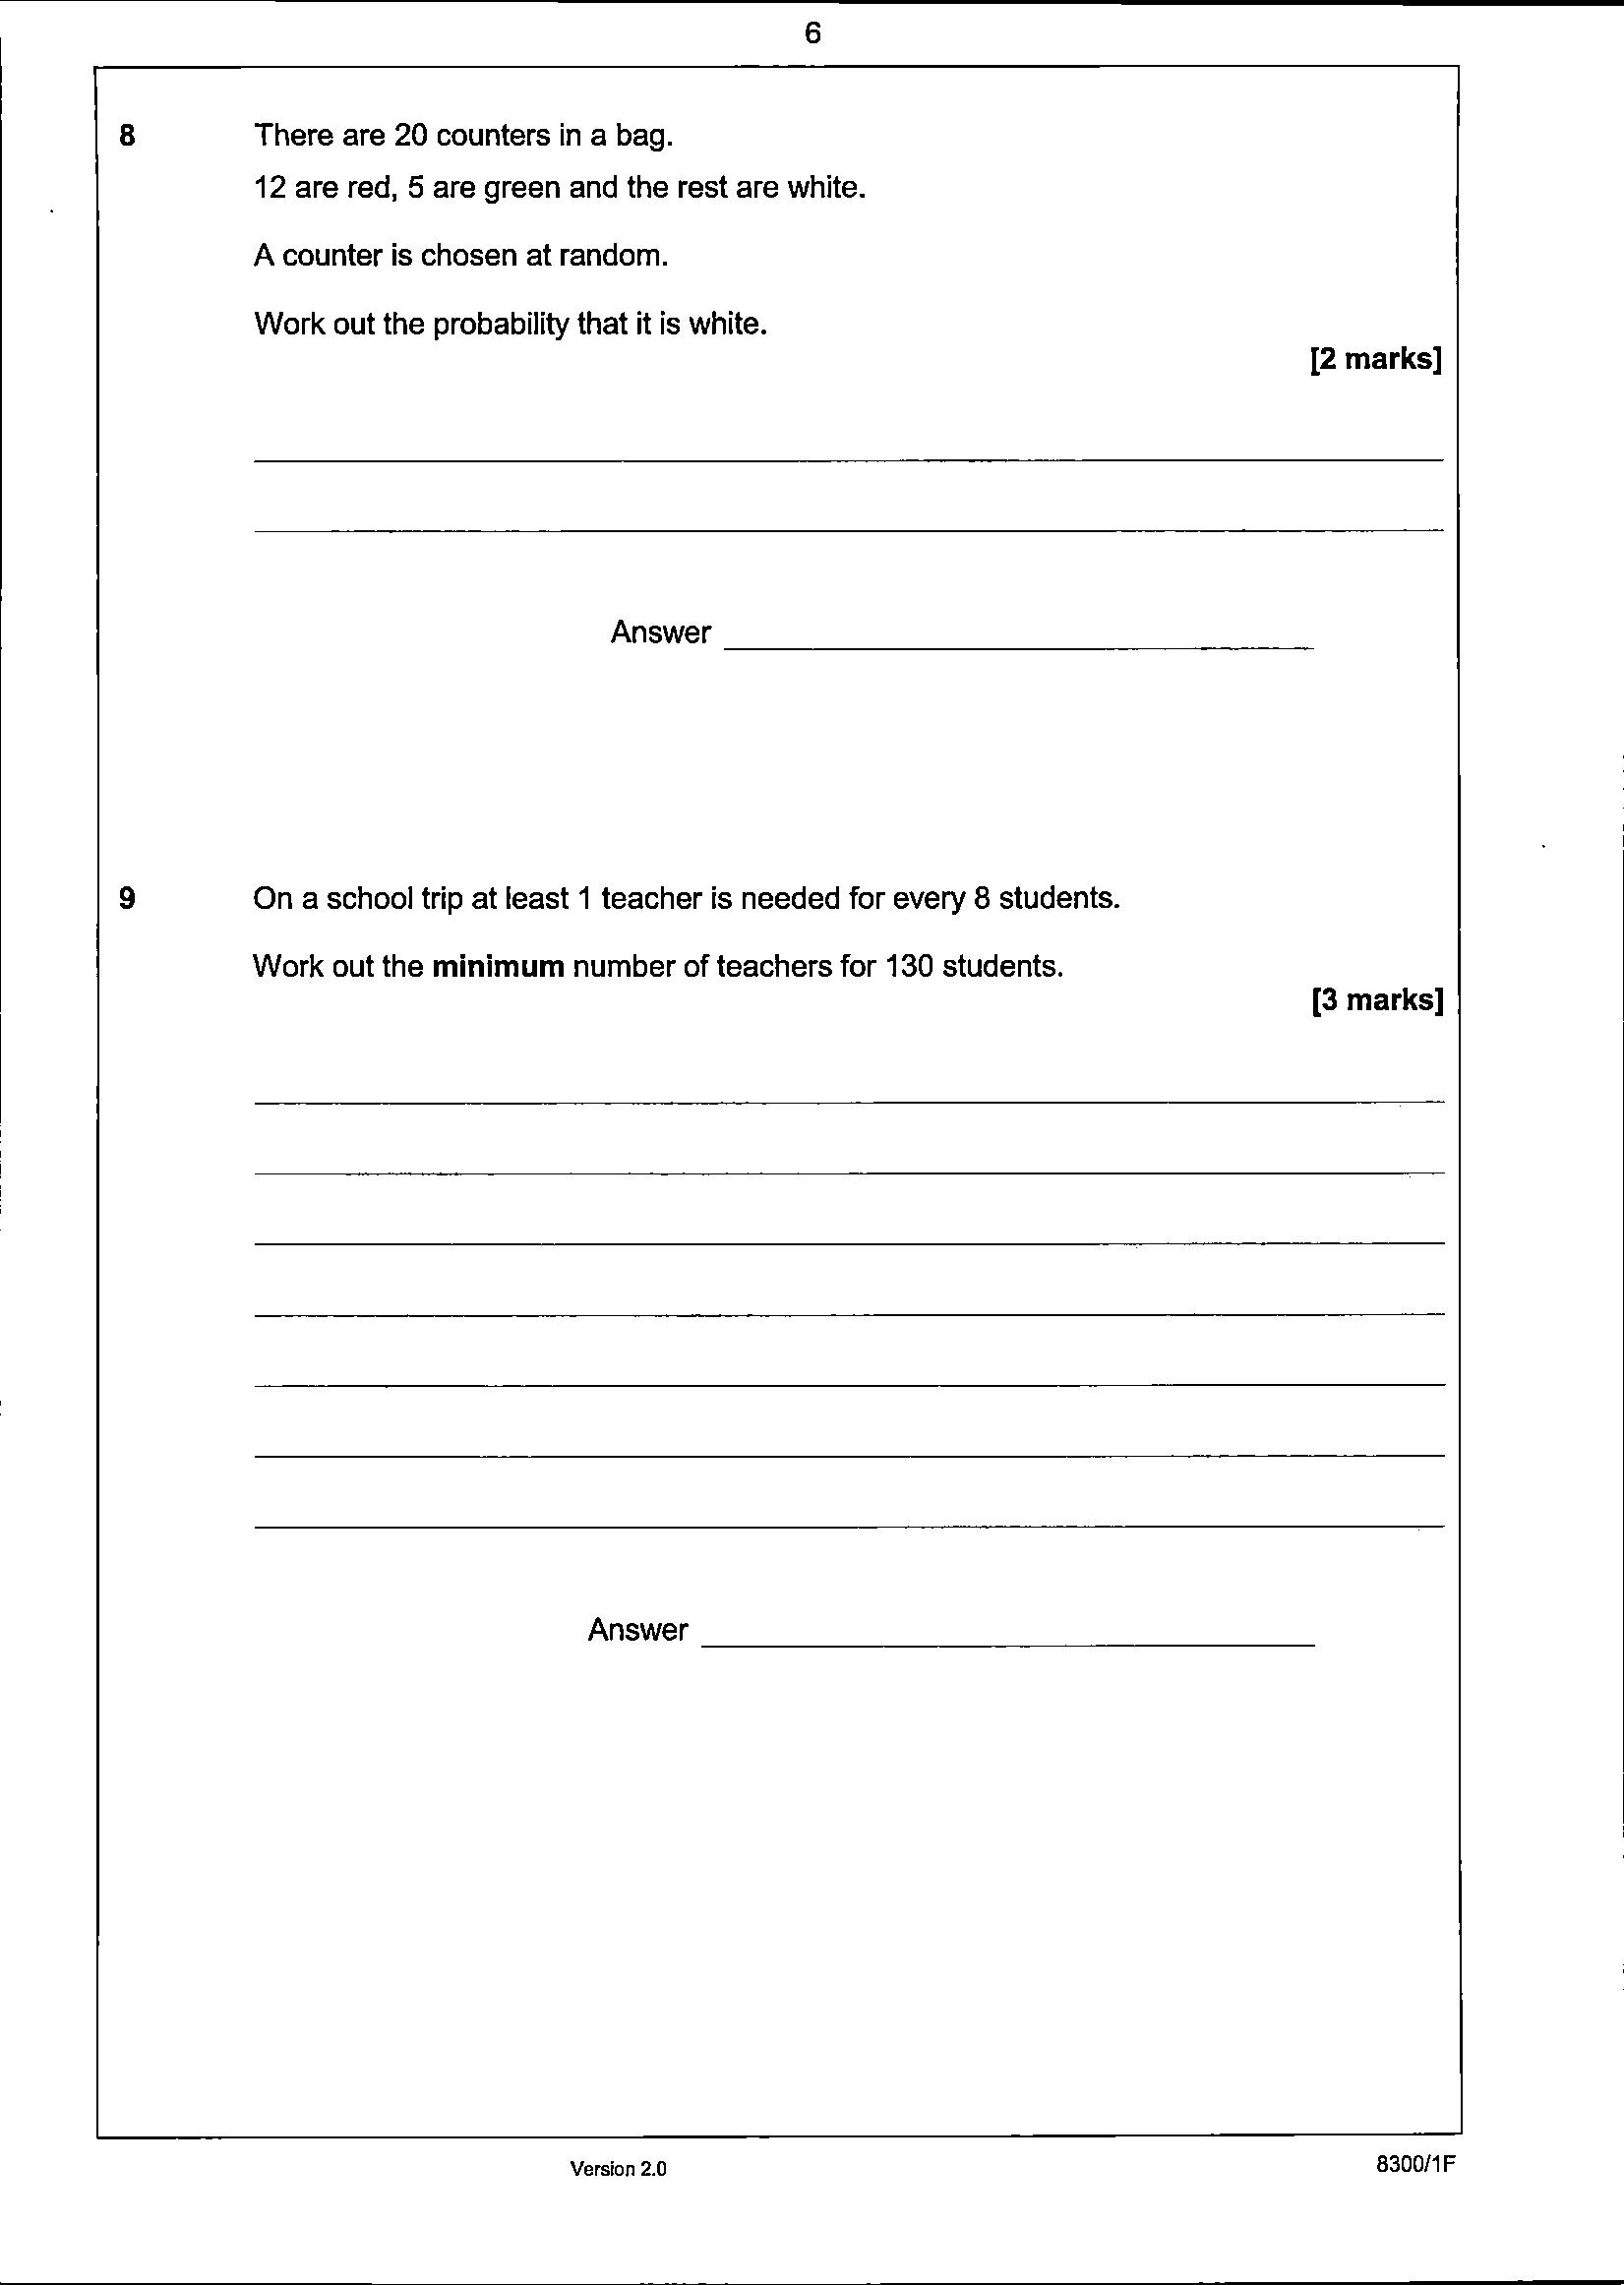 6
8 There are 20 counters in a bag.
12 are red, 5 are green and the rest are white.
A counter is chosen at random.
Work out the probability that it is white.
[2 marks]
Answer
9 On a school trip at least 1 teacher is needed for every 8 students.
Work out the minimum number of teachers for 130 students.
[3 marks]
Answer
Version 2.0 8300/1F